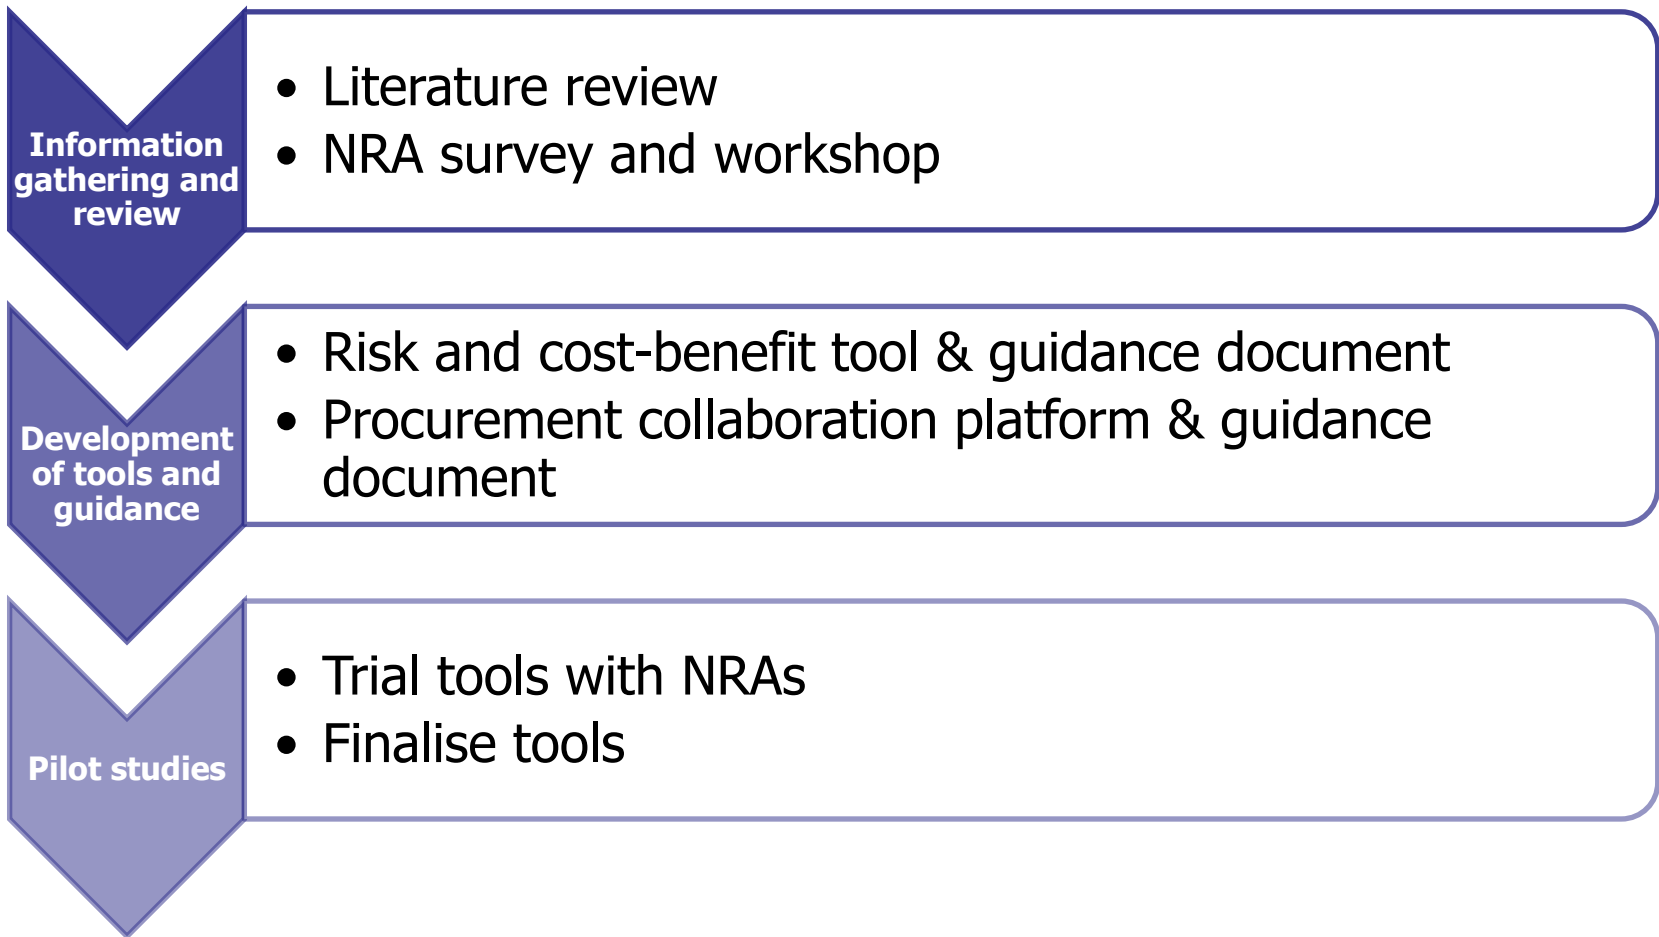 Information
gathering and
review
• Literature review
• NRA survey and workshop
Development
of tools and
guidance
• Risk and cost-benefit tool & guidance document
• Procurement collaboration platform & guidance
document
Pilot studies
• Trial tools with NRAs
• Finalise tools